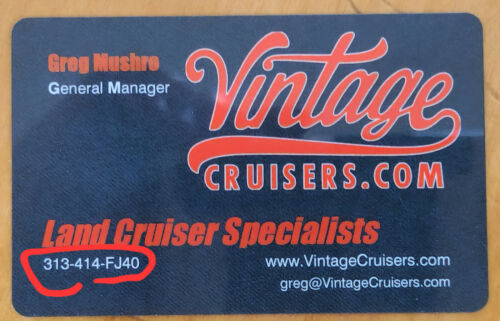 Greg Mushro
General Manager
Vintage
CRUISERS.COM
Land Cruiser Specialists
313-414-FJ40
www.VintageCruisers.com
greg@VintageCruisers.com